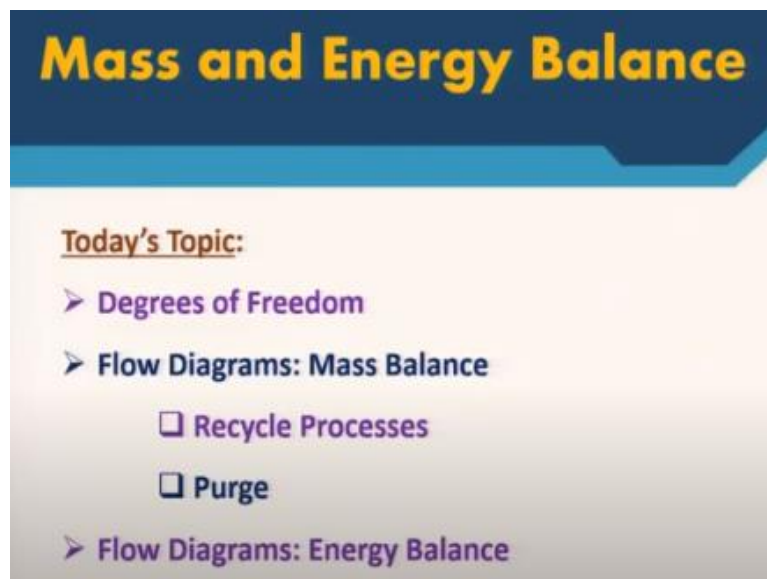 Mass and Energy Balance
Today's Topic:
Degrees of Freedom
Flow Diagrams: Mass Balance
Recycle Processes
Purge
Flow Diagrams: Energy Balance